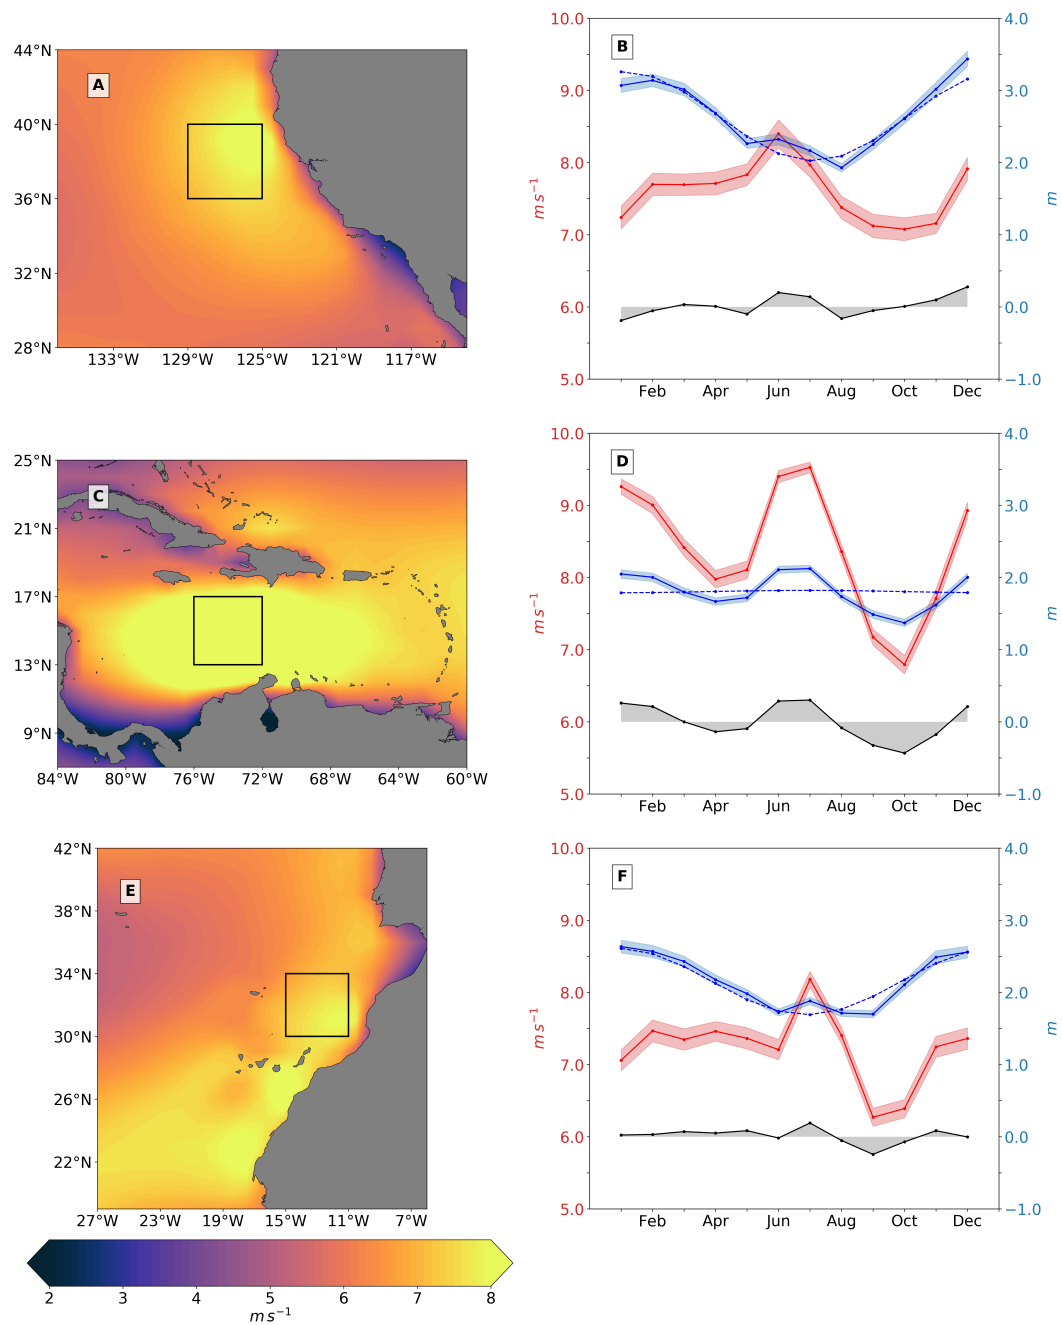 A
44°N
40°N
36°N
32°N
28°N
133°W 129°W 125°W 121°W 117°W
B
10.0
9.0
8.0
7.0
6.0
5.0
m s⁻¹
4.0
3.0
2.0
1.0
0.0
−1.0
m
Feb Apr Jun Aug Oct Dec
C
25°N
21°N
17°N
13°N
9°N
84°W 80°W 76°W 72°W 68°W 64°W 60°W
D
10.0
9.0
8.0
7.0
6.0
5.0
m s⁻¹
4.0
3.0
2.0
1.0
0.0
−1.0
m
Feb Apr Jun Aug Oct Dec
E
42°N
38°N
34°N
30°N
26°N
22°N
27°W 23°W 19°W 15°W 11°W 7°W
F
10.0
9.0
8.0
7.0
6.0
5.0
m s⁻¹
4.0
3.0
2.0
1.0
0.0
−1.0
m
Feb Apr Jun Aug Oct Dec
2 3 4 5 6 7 8
m s⁻¹